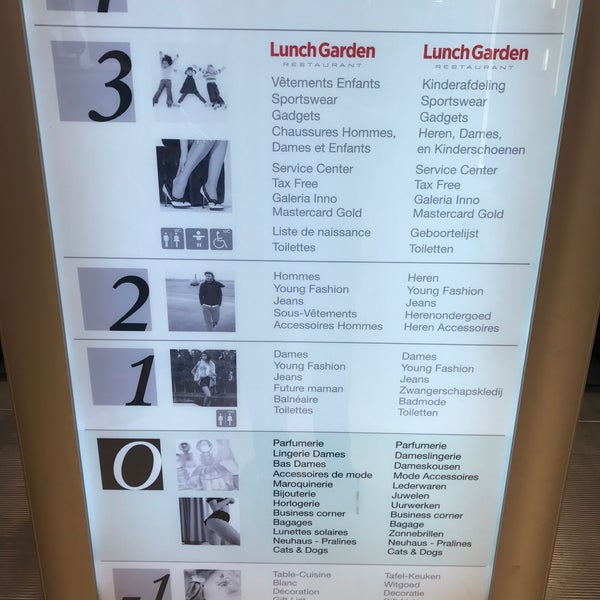 3
Lunch Garden
RESTAURANT
Vêtements Enfants
Sportswear
Gadgets
Chaussures Hommes,
Dames et Enfants
Service Center
Tax Free
Galeria Inno
Mastercard Gold
Liste de naissance
Toilettes
Lunch Garden
RESTAURANT
Kinderafdeling
Sportswear
Gadgets
Heren, Dames,
en Kinderschoenen
Service Center
Tax Free
Galeria Inno
Mastercard Gold
Geboortelijst
Toiletten
2
Hommes
Young Fashion
Jeans
Sous-Vêtements
Accessoires Hommes
Heren
Young Fashion
Jeans
Herenondergoed
Heren Accessoires
1
Dames
Young Fashion
Jeans
Future maman
Balnéaire
Toilettes
Dames
Young Fashion
Jeans
Zwangerschapskledij
Badmode
Toiletten
0
Parfumerie
Lingerie Dames
Bas Dames
Accessoires de mode
Maroquinerie
Bijouterie
Horlogerie
Business corner
Bagages
Lunettes solaires
Neuhaus - Pralines
Cats & Dogs
Parfumerie
Dameslingerie
Dameskousen
Mode Accessoires
Lederwaren
Juwelen
Uurwerken
Business corner
Bagage
Zonnebrillen
Neuhaus - Pralines
Cats & Dogs
-1
Table-Cuisine
Blanc
Décoration
Tafel-Keuken
Witgoed
Decoratie